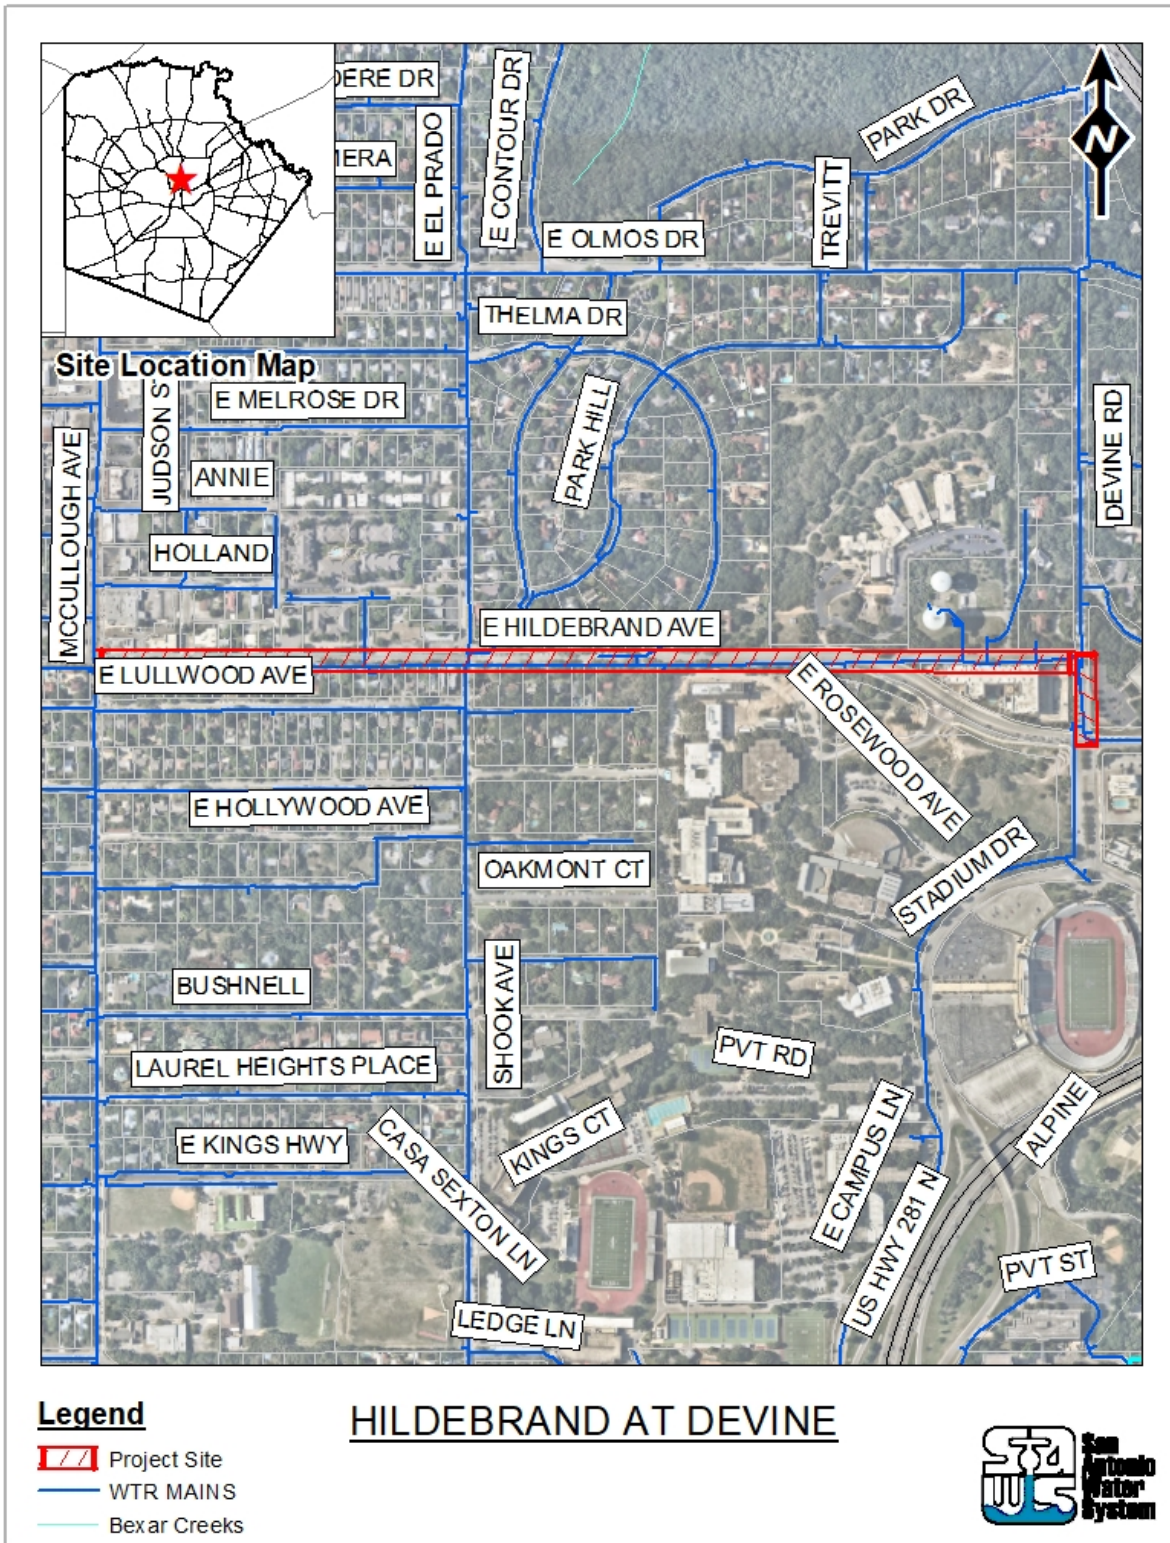 DERE DR
MERA
E EL PRADO
E CONTOUR DR
PARK DR
N
TREVITT
E OLMOS DR
THELMA DR
Site Location Map
JUDSON S
E MELROSE DR
ANNIE
HOLLAND
MCCULLOUGH AVE
PARK HILL
DEVINE RD
E HILDEBRAND AVE
E LULLWOOD AVE
E ROSEWOOD AVE
E HOLLYWOOD AVE
OAKMONT CT
STADIUM DR
BUSHNELL
SHOOK AVE
PVT RD
LAUREL HEIGHTS PLACE
E KINGS HWY
CASA SEXTON LN
KINGS CT
E CAMPUS LN
ALPINE
US HWY 281 N
PVT ST
LEDGE LN
Legend
Project Site
WTR MAINS
Bexar Creeks
HILDEBRAND AT DEVINE
SAWS
San
Antonio
Water
System